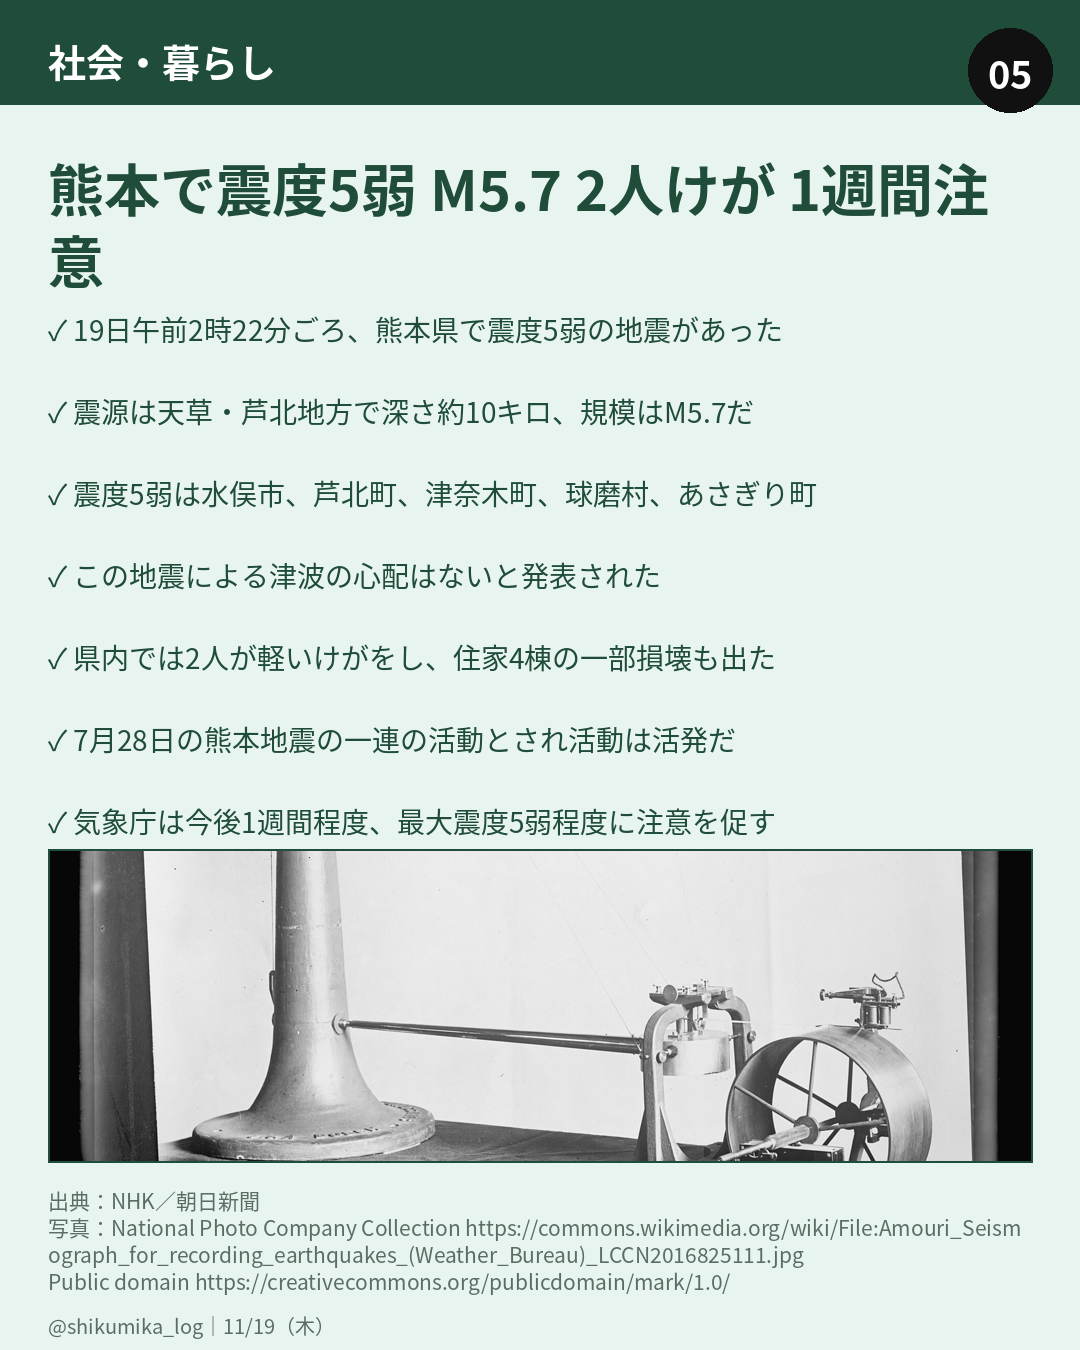 社会・暮らし
05
熊本で震度5弱 M5.7 2人けが 1週間注
意
✓ 19日午前2時22分ごろ、熊本県で震度5弱の地震があった
✓ 震源は天草・芦北地方で深さ約10キロ、規模はM5.7だ
✓ 震度5弱は水俣市、芦北町、津奈木町、球磨村、あさぎり町
✓ この地震による津波の心配はないと発表された
✓ 県内では2人が軽いけがをし、住家4棟の一部損壊も出た
✓ 7月28日の熊本地震の一連の活動とされ活動は活発だ
✓ 気象庁は今後1週間程度、最大震度5弱程度に注意を促す
出典：NHK／朝日新聞
写真：National Photo Company Collection https://commons.wikimedia.org/wiki/File:Amouri_Seism
ograph_for_recording_earthquakes_(Weather_Bureau)_LCCN2016825111.jpg
Public domain https://creativecommons.org/publicdomain/mark/1.0/
@shikumika_log｜11/19（木）